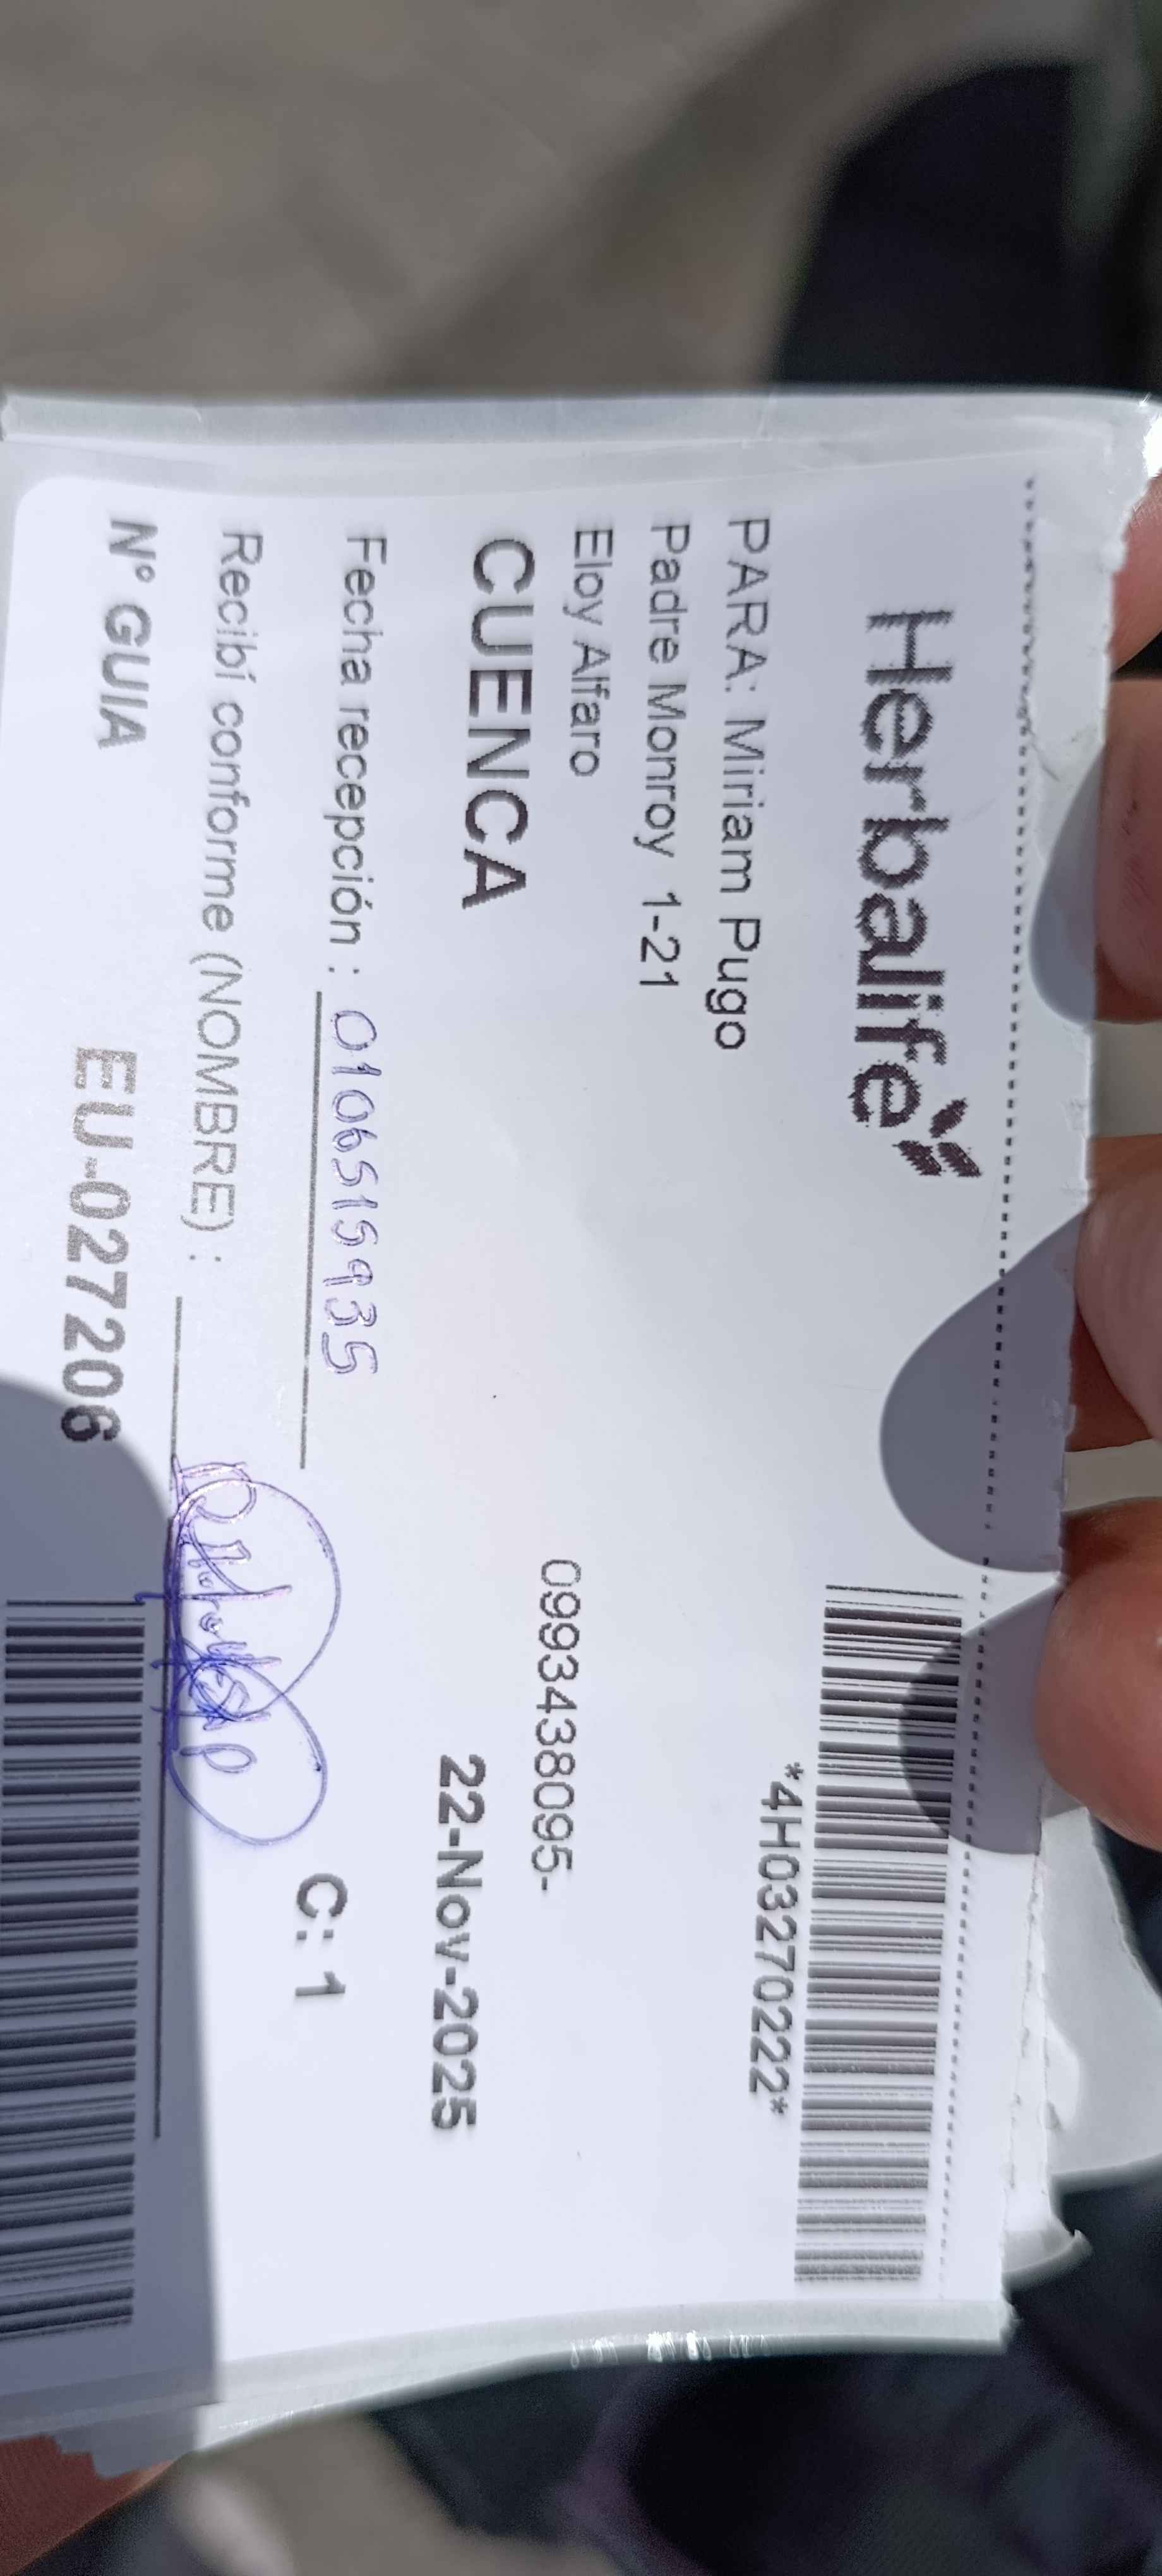 Herbalife
*4H03270222*
PARA: Miriam Pugo
Padre Monroy 1-21
Eloy Alfaro
0993438095-
CUENCA
22-Nov-2025
Fecha recepción : 0106515935
C: 1
Recibí conforme (NOMBRE) :
N° GUIA EU-027206